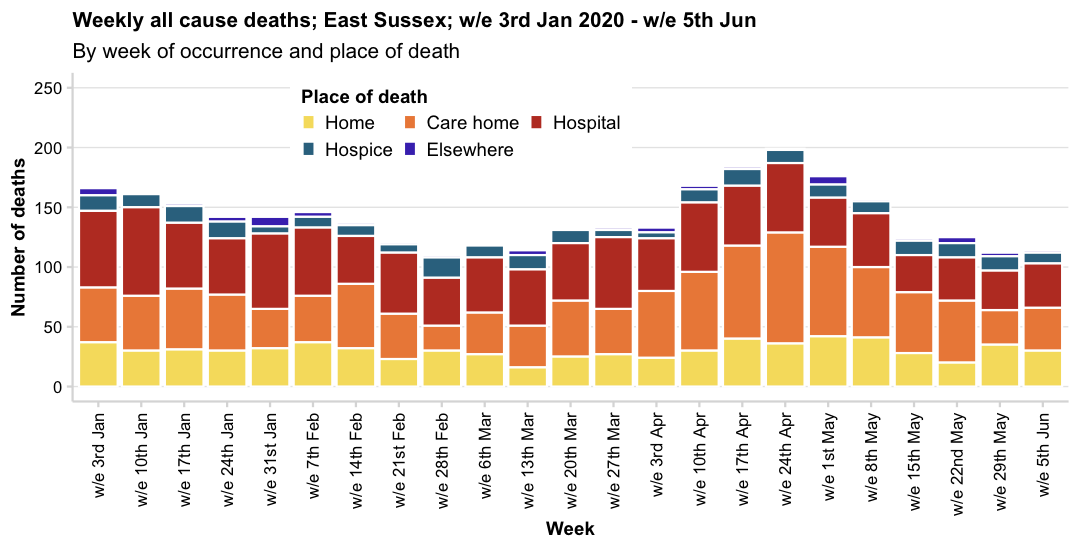 Weekly all cause deaths; East Sussex; w/e 3rd Jan 2020 - w/e 5th Jun
By week of occurrence and place of death
Number of deaths
250
200
150
100
50
0
Place of death
Home Care home Hospital
Hospice Elsewhere
w/e 3rd Jan
w/e 10th Jan
w/e 17th Jan
w/e 24th Jan
w/e 31st Jan
w/e 7th Feb
w/e 14th Feb
w/e 21st Feb
w/e 28th Feb
w/e 6th Mar
w/e 13th Mar
w/e 20th Mar
w/e 27th Mar
w/e 3rd Apr
w/e 10th Apr
w/e 17th Apr
w/e 24th Apr
w/e 1st May
w/e 8th May
w/e 15th May
w/e 22nd May
w/e 29th May
w/e 5th Jun
Week